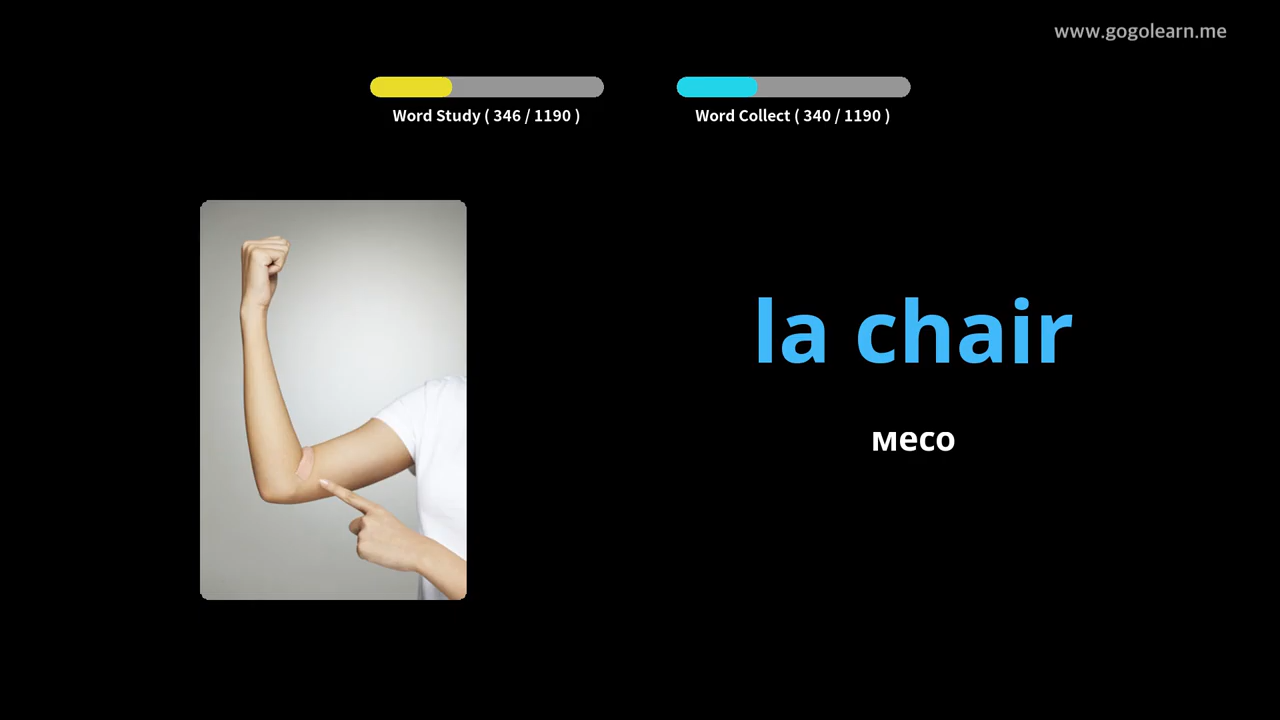 www.gogolearn.me
Word Study ( 346 / 1190 )
Word Collect ( 340 / 1190 )
la chair
месо